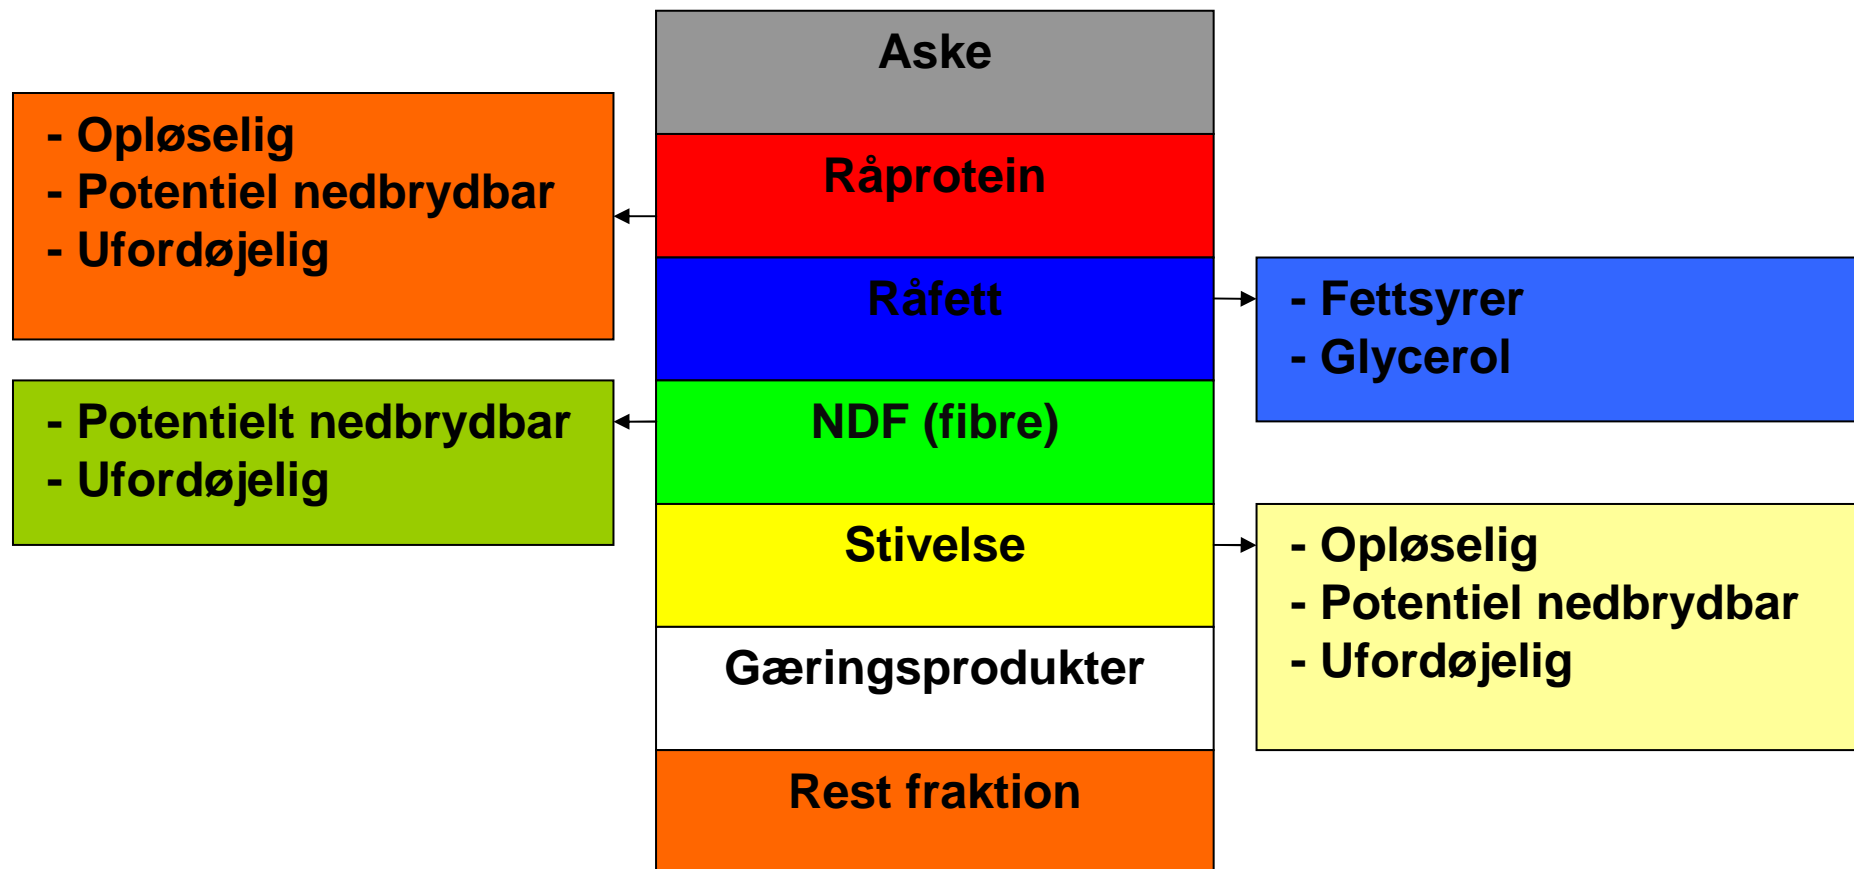 Aske
Råprotein
- Opløselig
- Potentiel nedbrydbar
- Ufordøjelig
Råfett
- Fettsyrer
- Glycerol
NDF (fibre)
- Potentielt nedbrydbar
- Ufordøjelig
Stivelse
- Opløselig
- Potentiel nedbrydbar
- Ufordøjelig
Gæringsprodukter
Rest fraktion